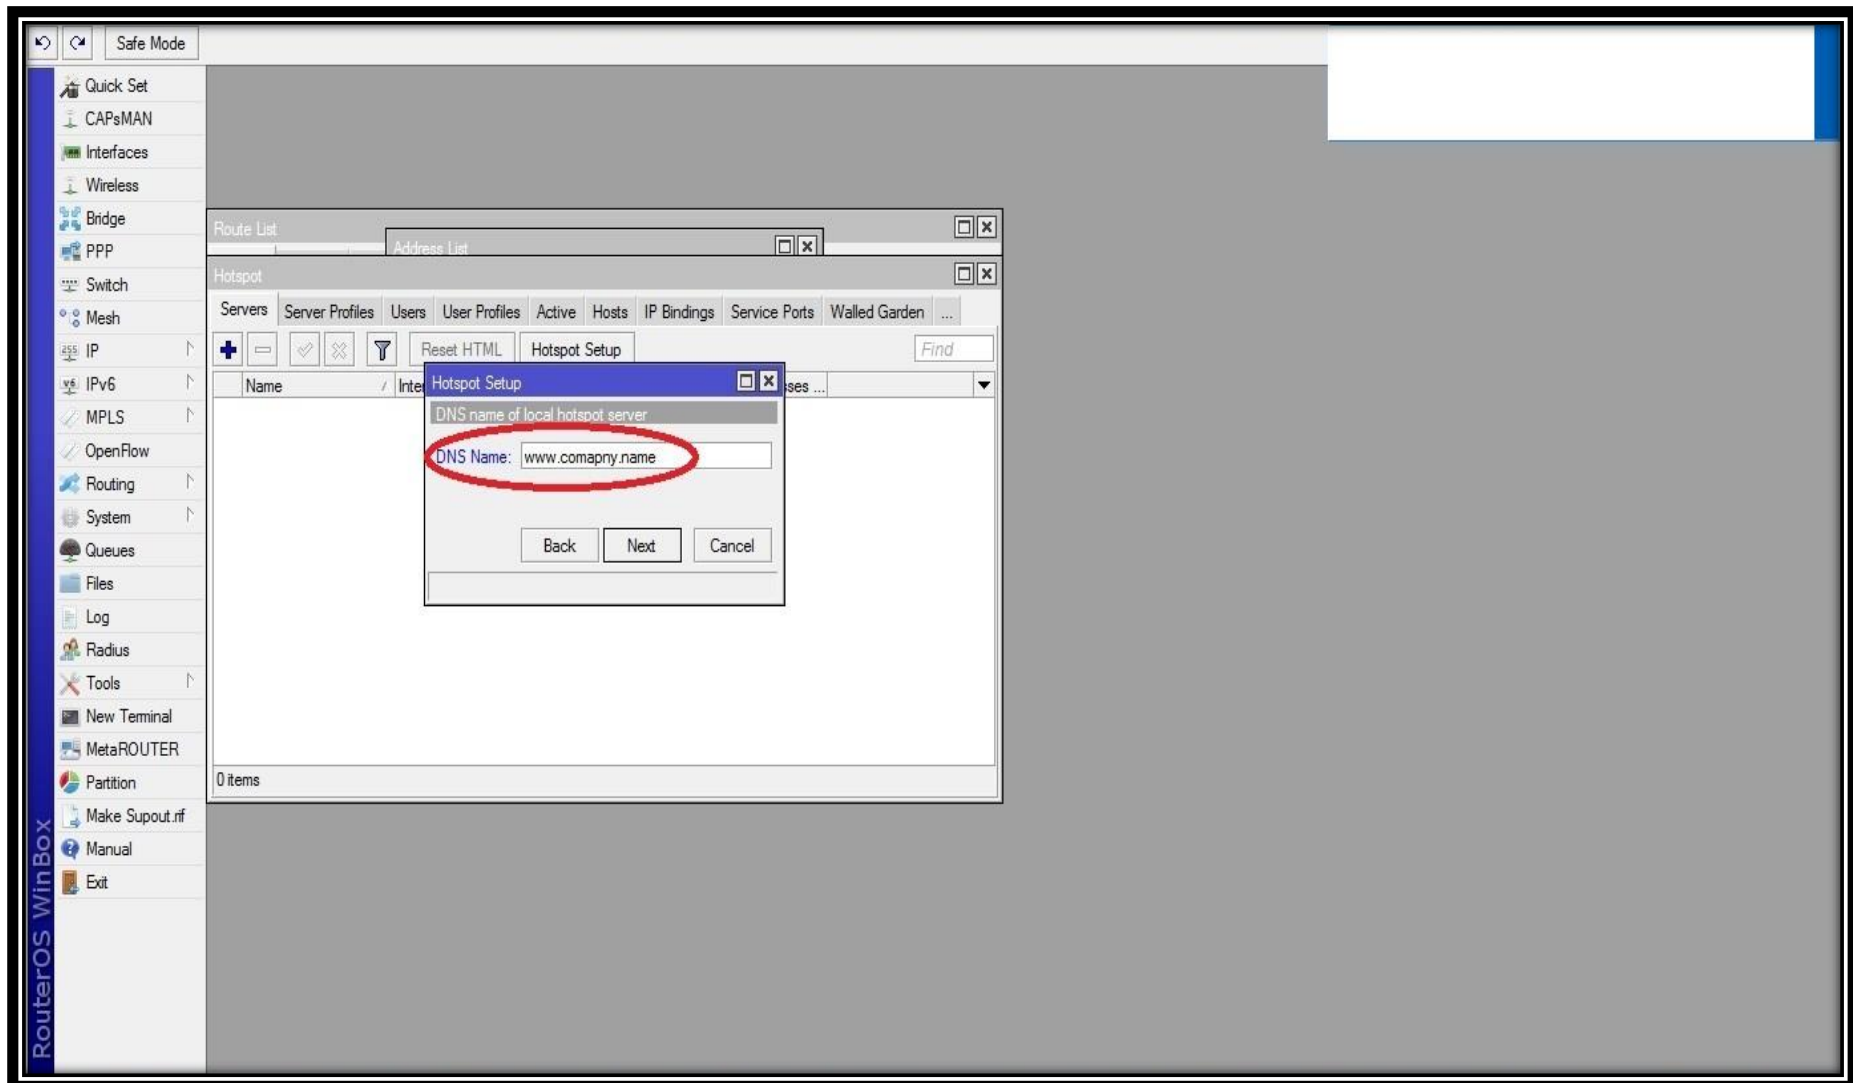 Safe Mode
Quick Set
CAPsMAN
Interfaces
Wireless
Bridge
PPP
Switch
Mesh
IP
IPv6
MPLS
OpenFlow
Routing
System
Queues
Files
Log
Radius
Tools
New Terminal
MetaROUTER
Partition
Make Supout.rif
Manual
Exit
RouterOS WinBox
Route List
Address List
Hotspot
Servers Server Profiles Users User Profiles Active Hosts IP Bindings Service Ports Walled Garden ...
Reset HTML Hotspot Setup Find
Name / Inter sses ...
Hotspot Setup
DNS name of local hotspot server
DNS Name: www.comapny.name
Back Next Cancel
0 items